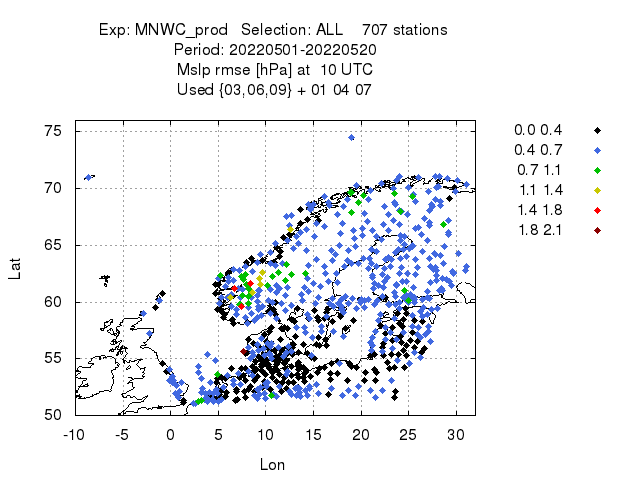 Exp: MNWC_prod Selection: ALL 707 stations
Period: 20220501-20220520
Mslp rmse [hPa] at 10 UTC
Used {03,06,09} + 01 04 07
75
70
65
60
55
50
Lat
-10 -5 0 5 10 15 20 25 30
Lon
0.0 0.4
0.4 0.7
0.7 1.1
1.1 1.4
1.4 1.8
1.8 2.1